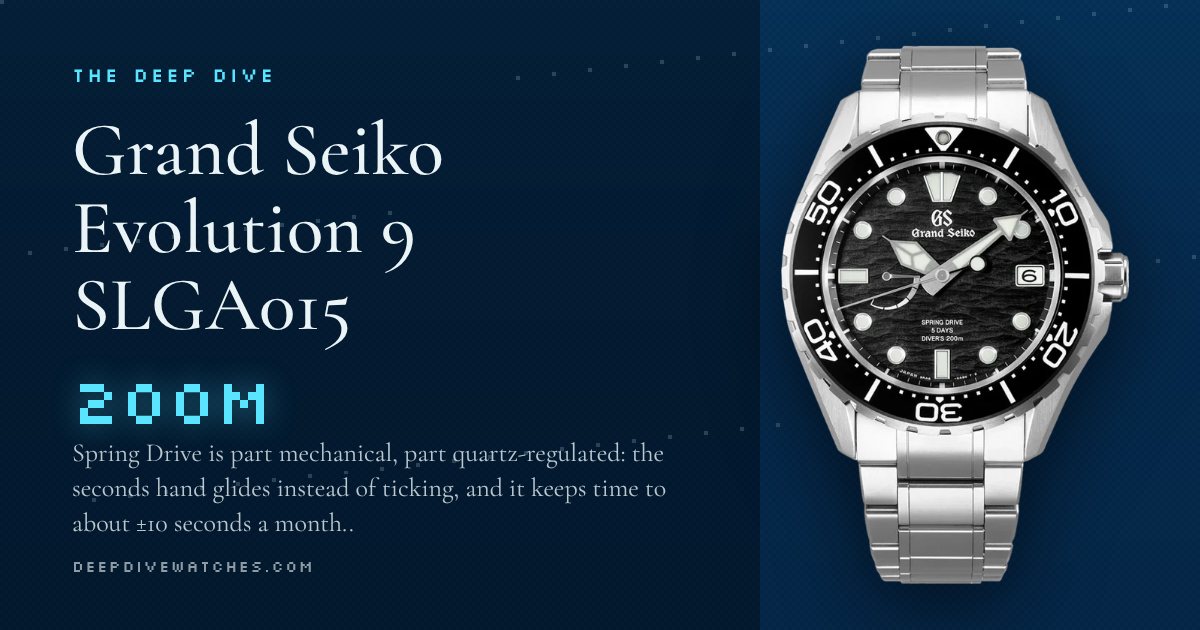 THE DEEP DIVE
Grand Seiko
Evolution 9
SLGA015
200M
Spring Drive is part mechanical, part quartz-regulated: the
seconds hand glides instead of ticking, and it keeps time to
about ±10 seconds a month..
DEEPDIVEWATCHES.COM
50
10
GS
Grand Seiko
6
SPRING DRIVE
5 DAYS
DIVER'S 200m
40
20
JAPAN
30